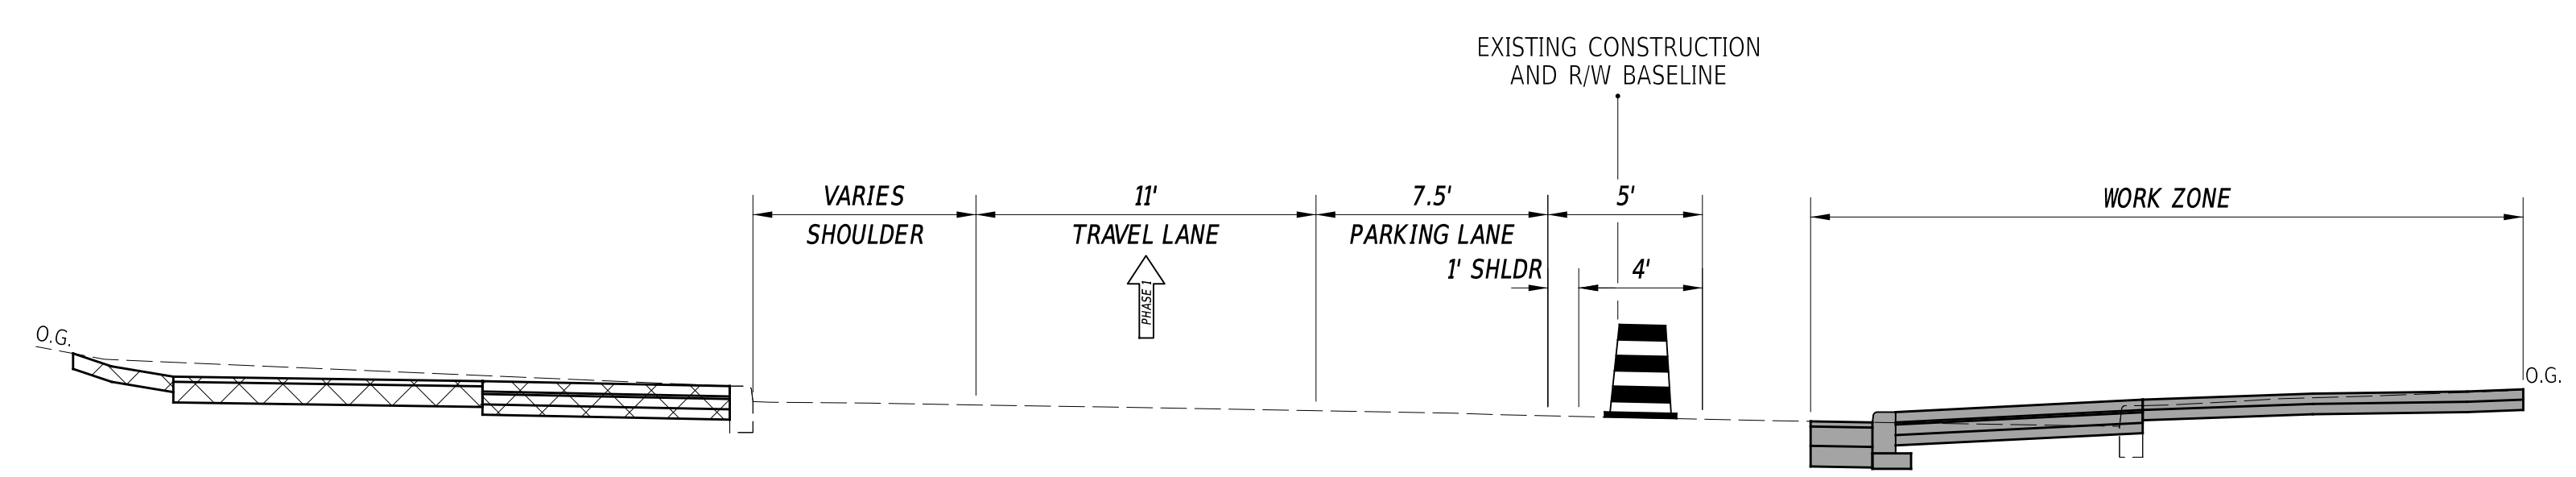 EXISTING CONSTRUCTION
AND R/W BASELINE
VARIES
SHOULDER
11'
TRAVEL LANE
7.5'
PARKING LANE
5'
1' SHLDR
4'
WORK ZONE
PHASE 1
O.G.
O.G.